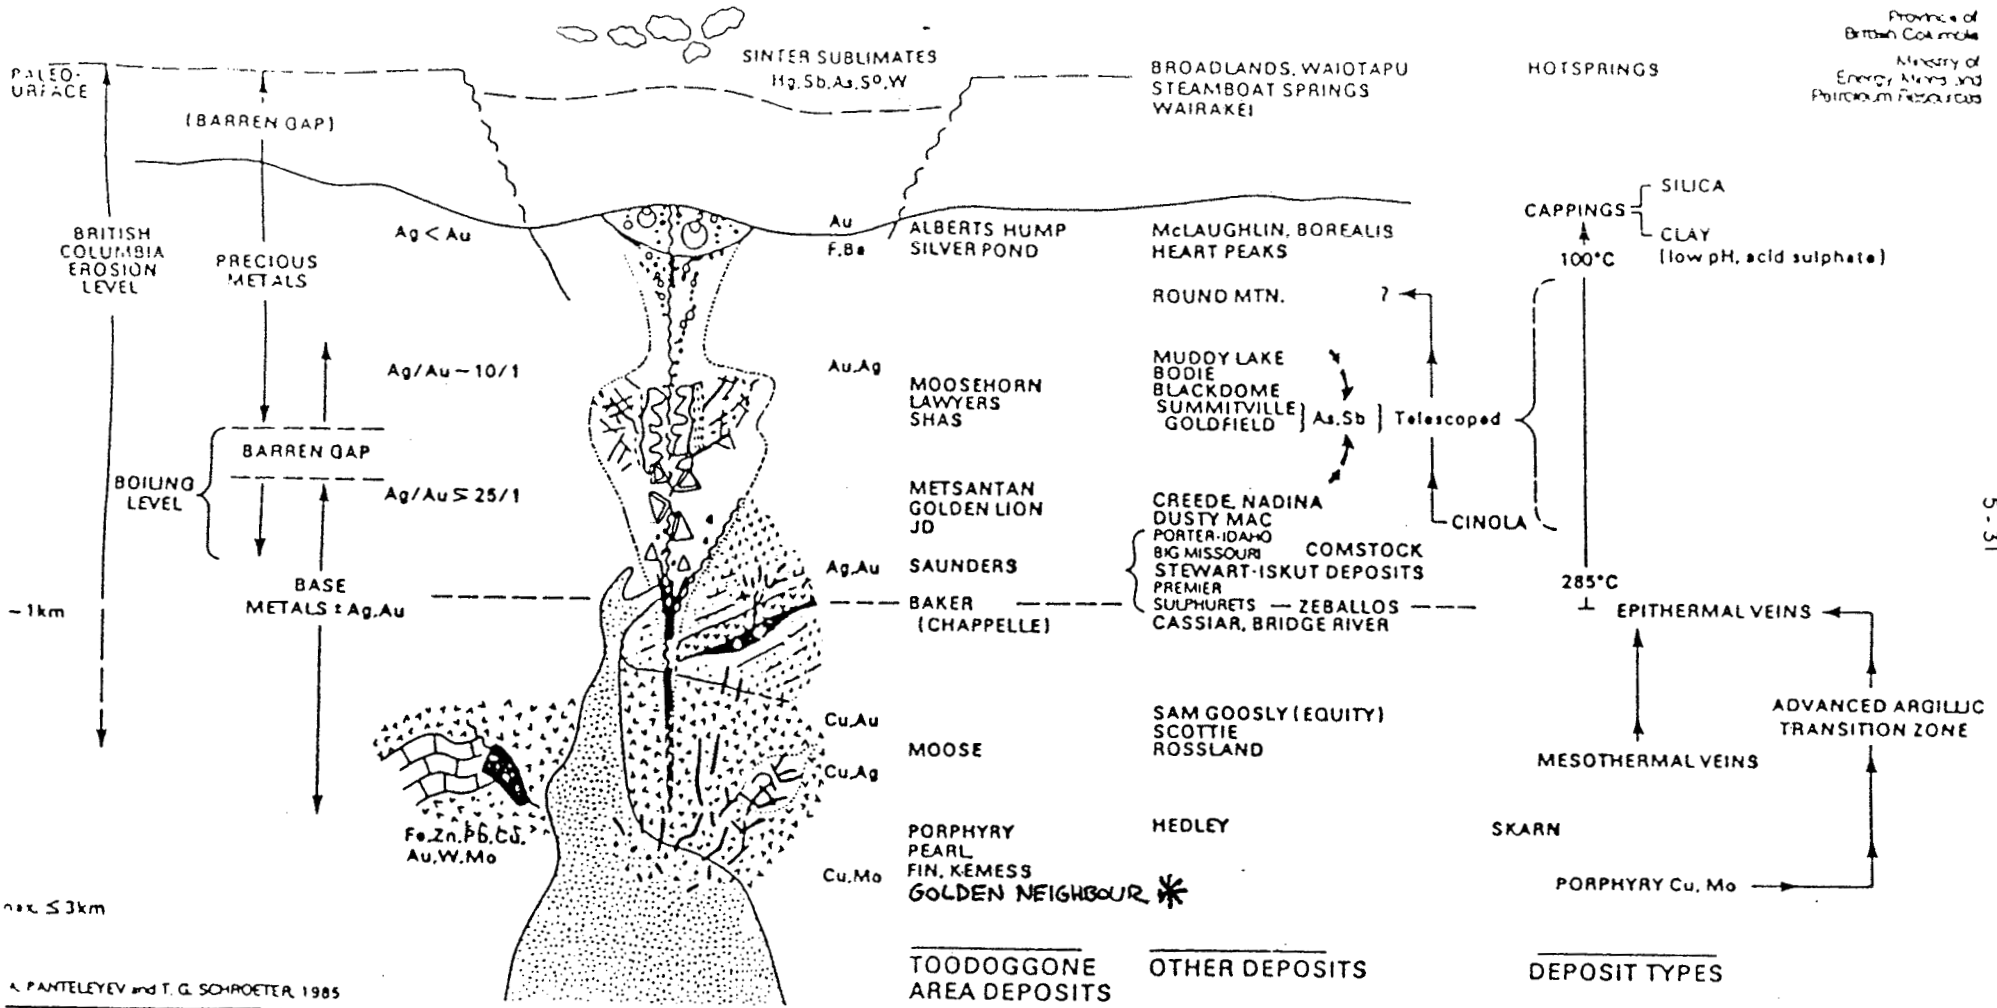 Province of
British Columbia
Ministry of
Energy Mines and
Petroleum Resources
PALEO-
URFACE
(BARREN GAP)
SINTER SUBLIMATES
Hg,Sb,As,S°,W
BROADLANDS, WAIOTAPU
STEAMBOAT SPRINGS
WAIRAKEI
HOTSPRINGS
BRITISH
COLUMBIA
EROSION
LEVEL
PRECIOUS
METALS
Ag < Au
Au
F,Ba
ALBERTS HUMP
SILVER POND
McLAUGHLIN, BOREALIS
HEART PEAKS
CAPPINGS
SILICA
CLAY
(low pH, acid sulphate)
100°C
ROUND MTN.
?
Ag/Au ~ 10/1
Au,Ag
MOOSEHORN
LAWYERS
SHAS
MUDDY LAKE
BODIE
BLACKDOME
SUMMITVILLE
GOLDFIELD
As,Sb
Telescoped
BARREN GAP
BOILING
LEVEL
Ag/Au ≤ 25/1
METSANTAN
GOLDEN LION
JD
CREEDE, NADINA
DUSTY MAC
CINOLA
PORTER-IDAHO
BIG MISSOURI
COMSTOCK
STEWART-ISKUT DEPOSITS
PREMIER
SULPHURETS — ZEBALLOS
CASSIAR, BRIDGE RIVER
Ag,Au
SAUNDERS
BAKER
(CHAPPELLE)
285°C
EPITHERMAL VEINS
~1km
BASE
METALS ± Ag,Au
Cu,Au
MOOSE
Cu,Ag
SAM GOOSLY (EQUITY)
SCOTTIE
ROSSLAND
MESOTHERMAL VEINS
ADVANCED ARGILLIC
TRANSITION ZONE
Fe,Zn,Pb,Cu,
Au,W,Mo
Cu,Mo
PORPHYRY
PEARL
FIN, KEMESS
GOLDEN NEIGHBOUR *
HEDLEY
SKARN
PORPHYRY Cu, Mo
≤ 3km
A. PANTELEYEV and T. G. SCHROETER 1985
TOODOGGONE
AREA DEPOSITS
OTHER DEPOSITS
DEPOSIT TYPES
5-31